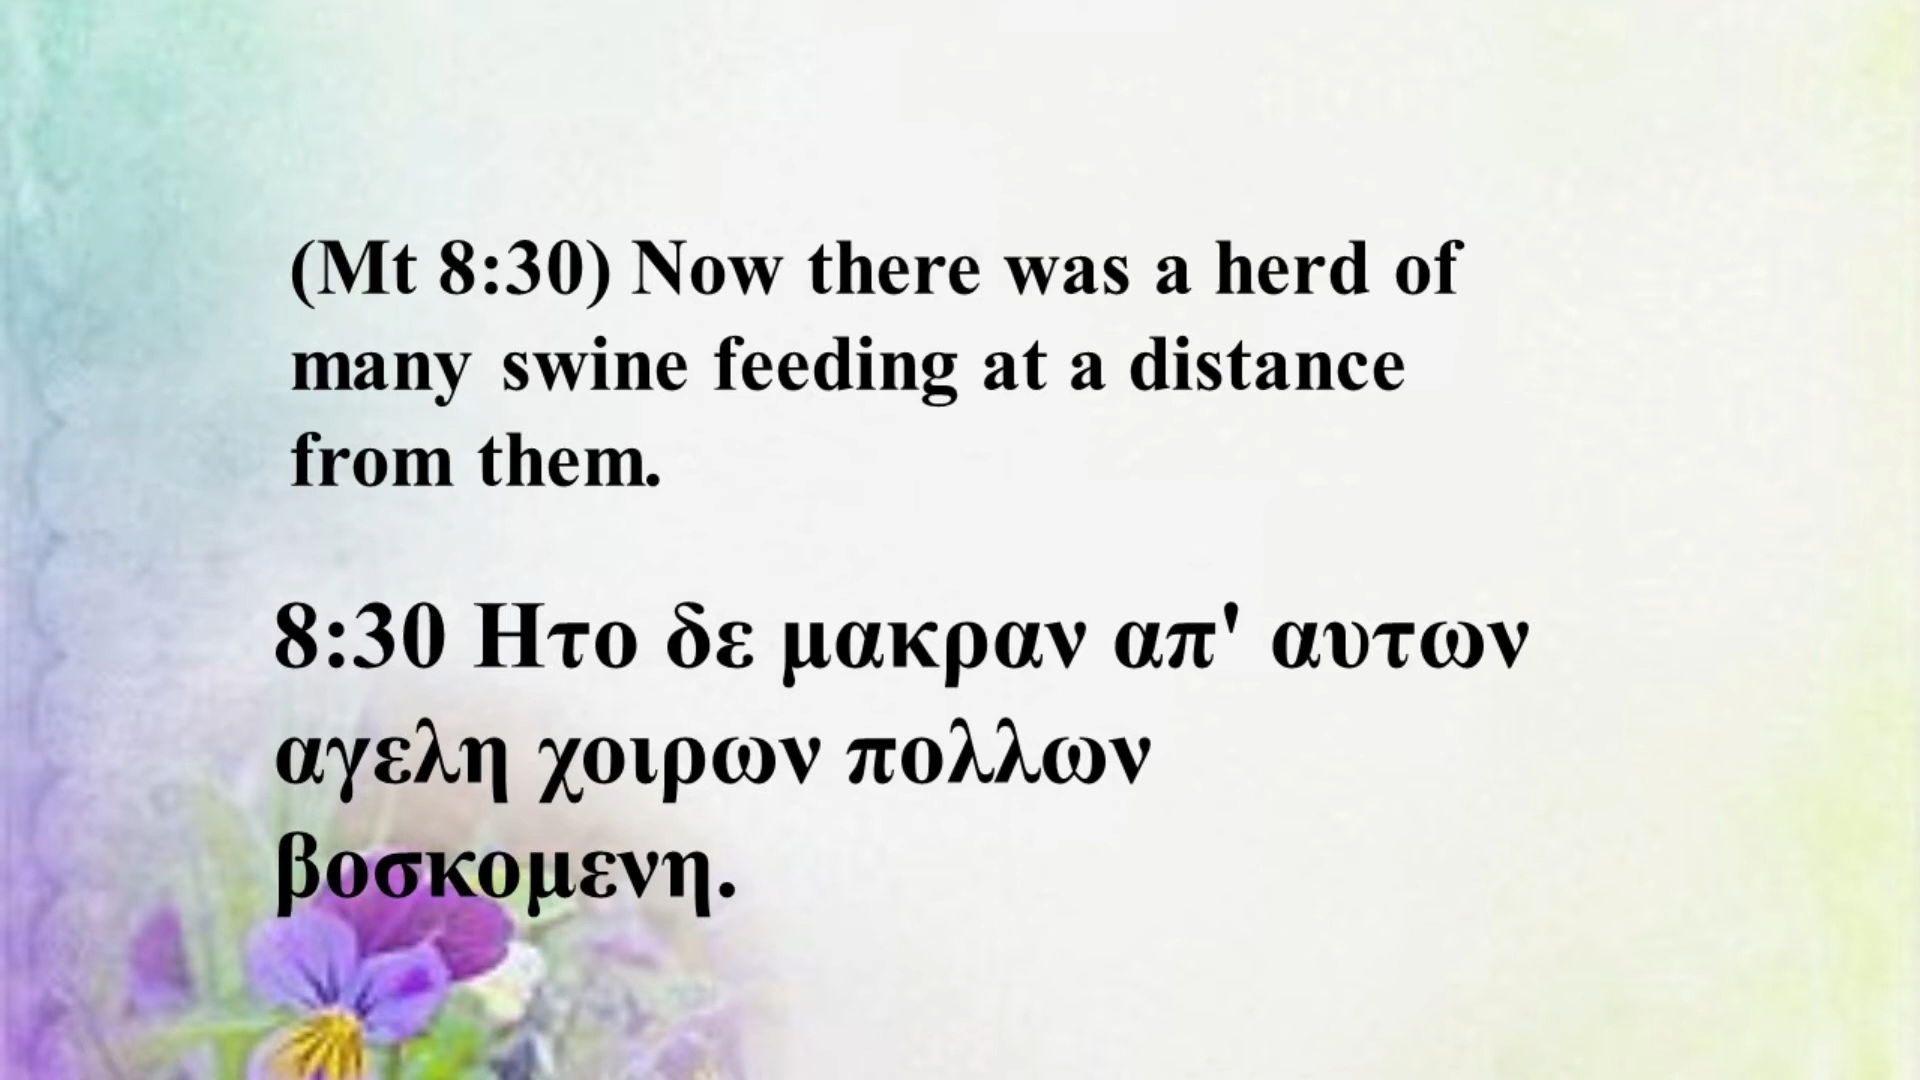 (Mt 8:30) Now there was a herd of
many swine feeding at a distance
from them.
8:30 Ητο δε μακραν απ' αυτων
αγελη χοιρων πολλων
βοσκομενη.